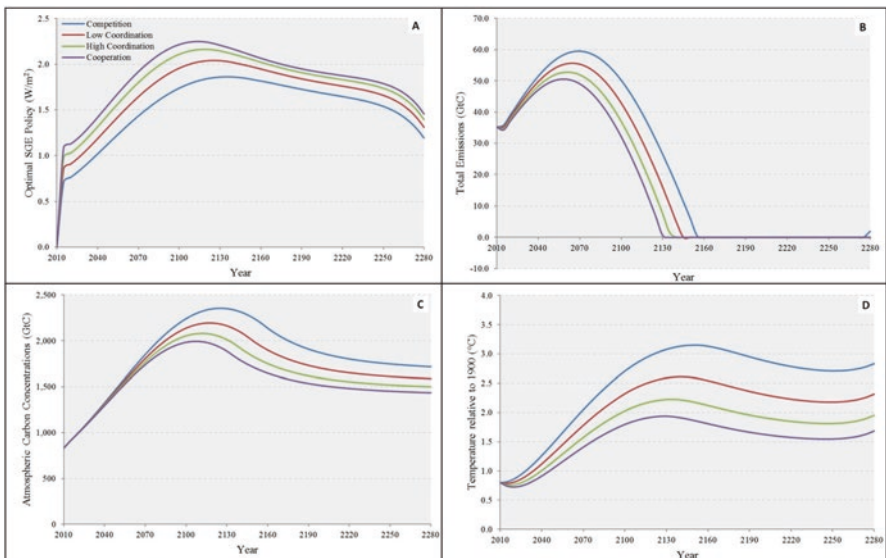 A
2.5
2.0
1.5
1.0
0.5
0.0
Optimal SGE Policy (W/m²)
Competition
Low Coordination
High Coordination
Cooperation
2010 2040 2070 2100 2130 2160 2190 2220 2250 2280
Year
B
70.0
60.0
50.0
40.0
30.0
20.0
10.0
0.0
-10.0
Total Emissions (GtC)
2010 2040 2070 2100 2130 2160 2190 2220 2250 2280
Year
C
2,500
2,000
1,500
1,000
500
0
Atmospheric Carbon Concentrations (GtC)
2010 2040 2070 2100 2130 2160 2190 2220 2250 2280
Year
D
4.0
3.5
3.0
2.5
2.0
1.5
1.0
0.5
0.0
Temperature relative to 1900 (°C)
2010 2040 2070 2100 2130 2160 2190 2220 2250 2280
Year